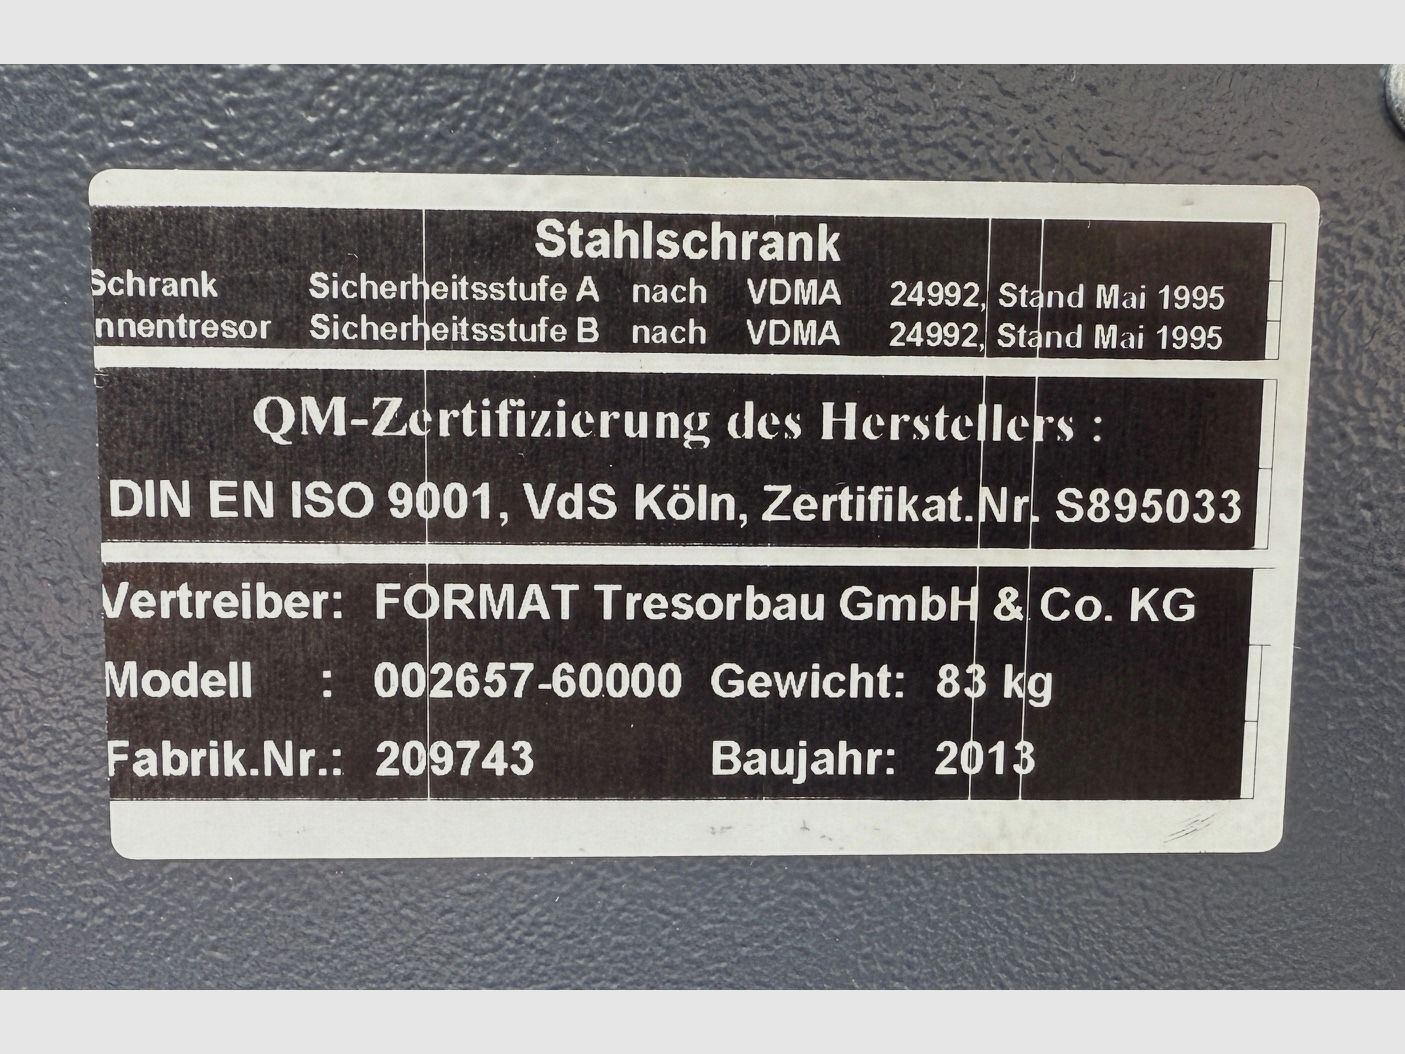 Stahlschrank
Schrank Sicherheitsstufe A nach VDMA 24992, Stand Mai 1995
nnentresor Sicherheitsstufe B nach VDMA 24992, Stand Mai 1995
QM-Zertifizierung des Herstellers :
DIN EN ISO 9001, VdS Köln, Zertifikat.Nr. S895033
Vertreiber: FORMAT Tresorbau GmbH & Co. KG
Modell : 002657-60000 Gewicht: 83 kg
Fabrik.Nr.: 209743 Baujahr: 2013